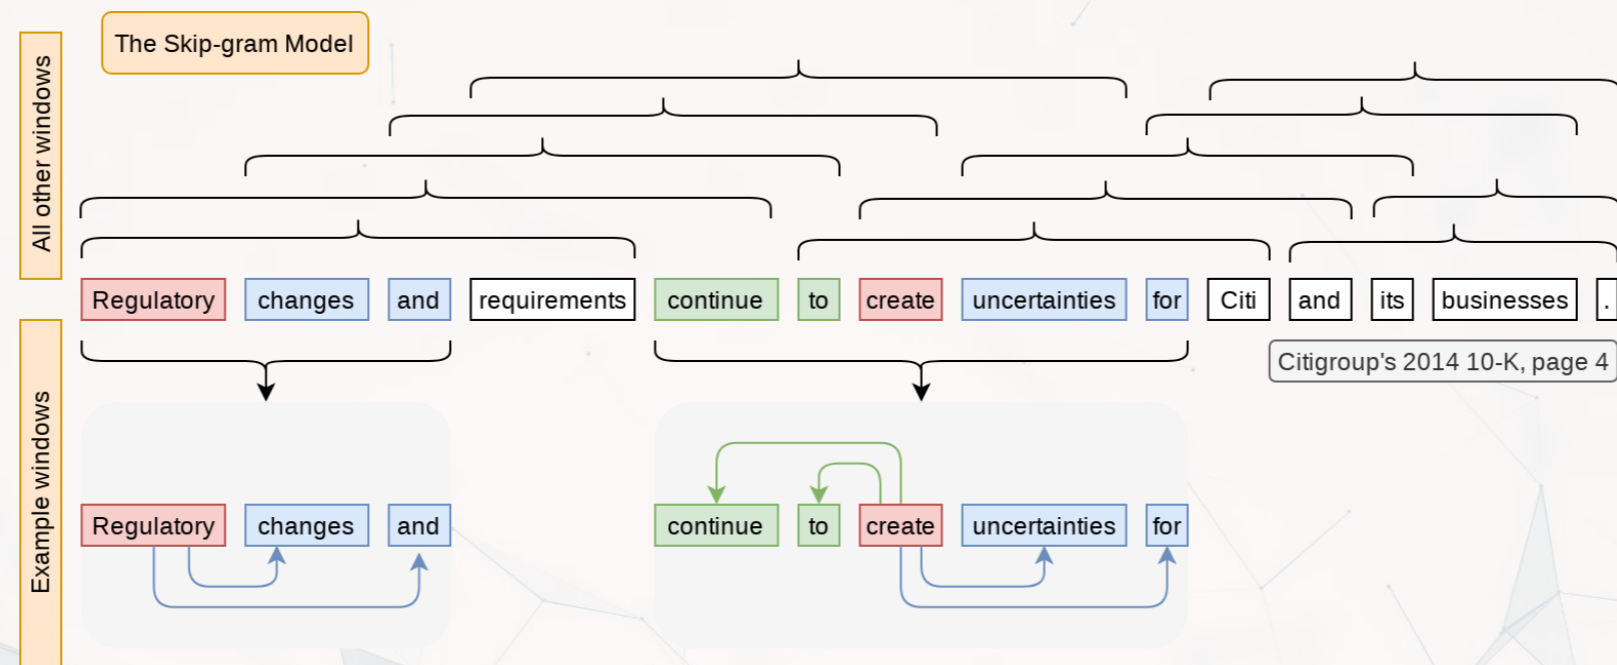 The Skip-gram Model
All other windows
Regulatory changes and requirements continue to create uncertainties for Citi and its businesses .
Citigroup's 2014 10-K, page 4
Example windows
Regulatory changes and
continue to create uncertainties for